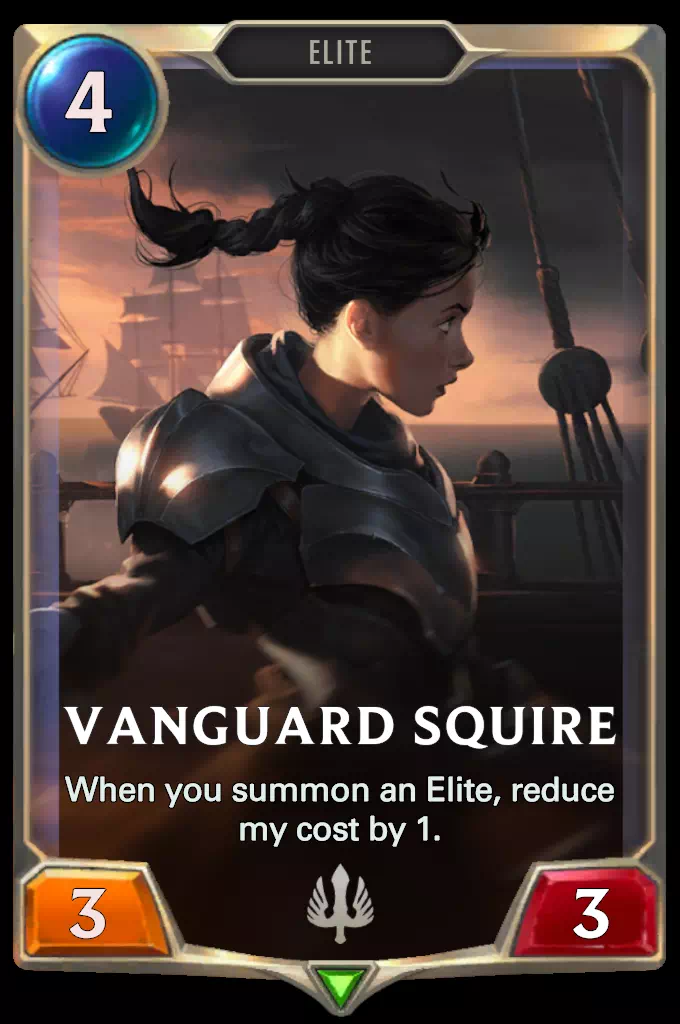 ELITE
4
VANGUARD SQUIRE
When you summon an Elite, reduce
my cost by 1.
3
3